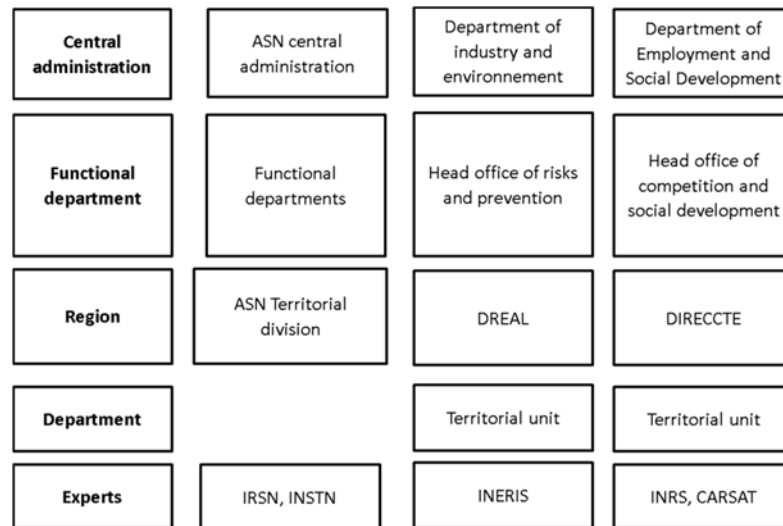 Central
administration
ASN central
administration
Department of
industry and
environnement
Department of
Employment and
Social Development
Functional
department
Functional
departments
Head office of risks
and prevention
Head office of
competition and
social development
Region
ASN Territorial
division
DREAL
DIRECCTE
Department
Territorial unit
Territorial unit
Experts
IRSN, INSTN
INERIS
INRS, CARSAT